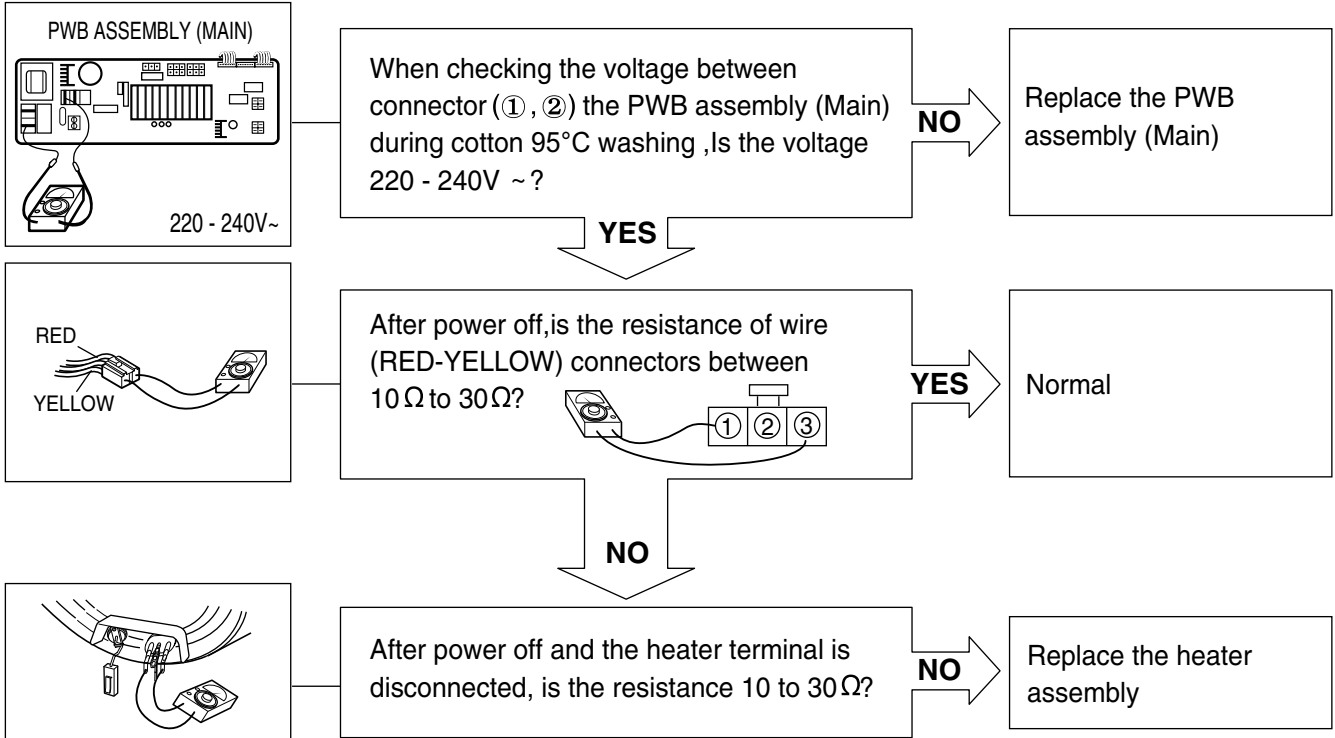 PWB ASSEMBLY (MAIN)
220 - 240V~
When checking the voltage between
connector (①, ②) the PWB assembly (Main)
during cotton 95°C washing ,Is the voltage
220 - 240V ~?
NO
Replace the PWB
assembly (Main)
YES
RED
YELLOW
After power off,is the resistance of wire
(RED-YELLOW) connectors between
10Ω to 30Ω?
① ② ③
YES
Normal
NO
After power off and the heater terminal is
disconnected, is the resistance 10 to 30Ω?
NO
Replace the heater
assembly